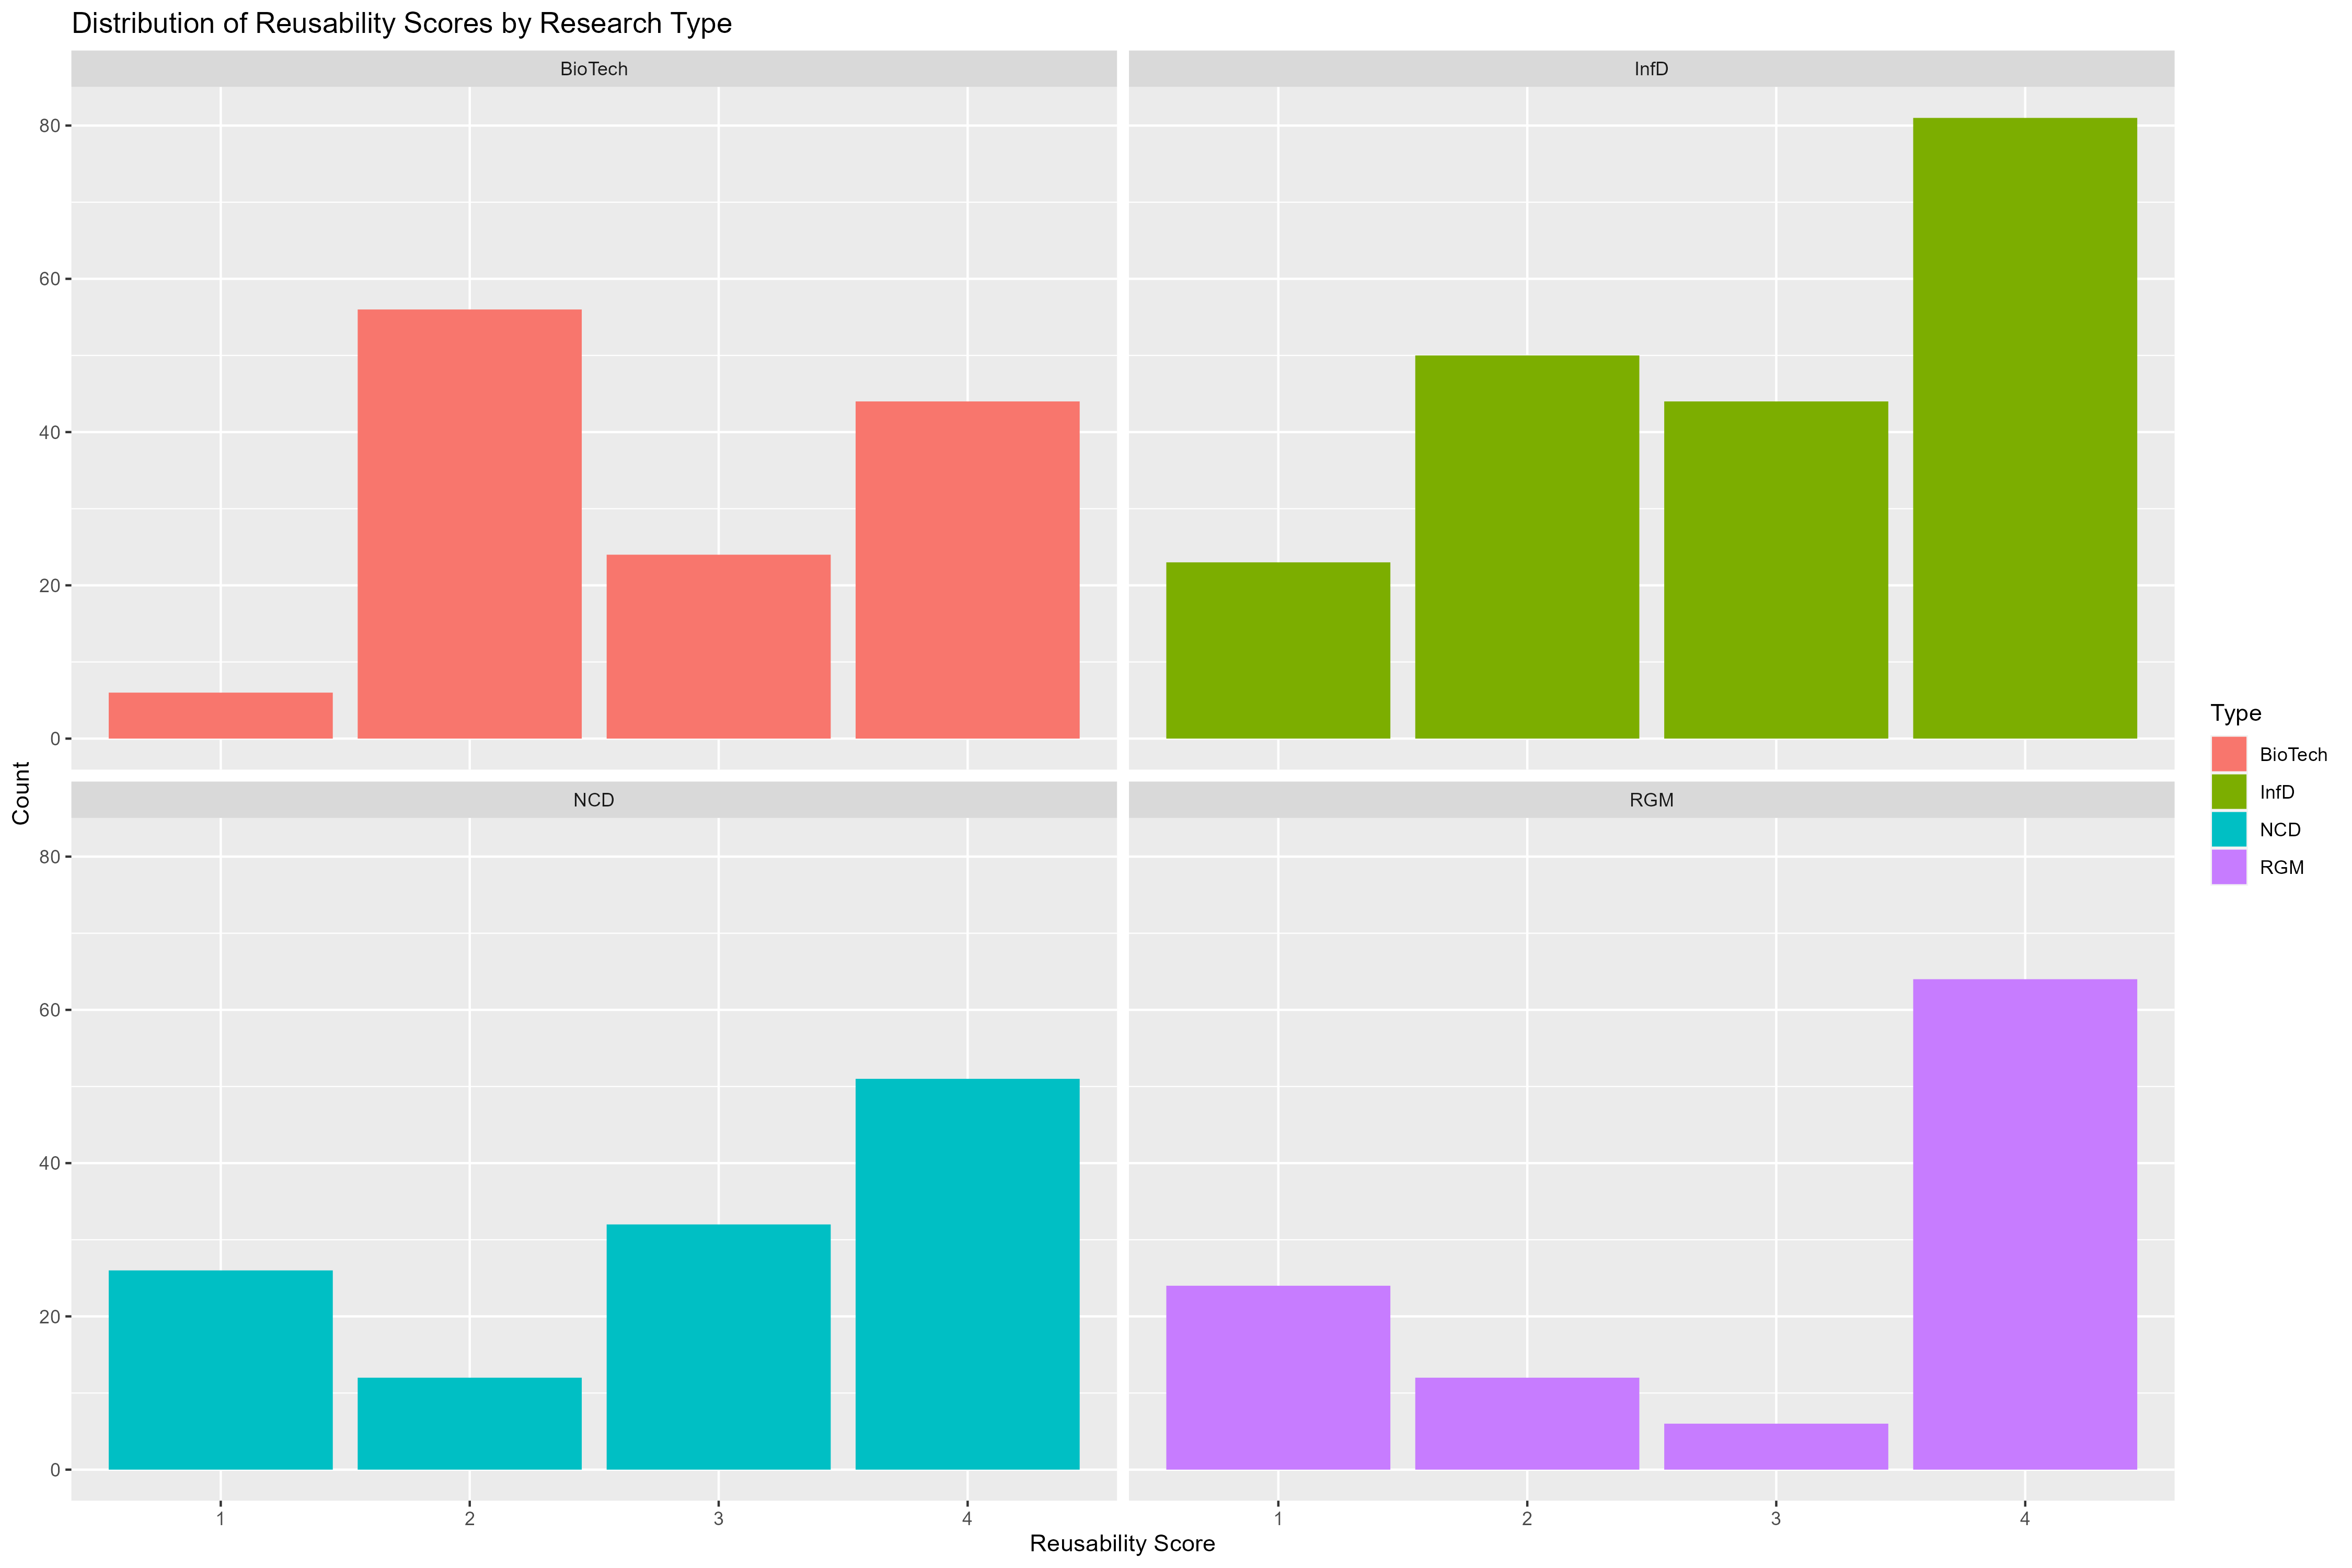 Distribution of Reusability Scores by Research Type
BioTech
InfD
80
60
40
20
0
Count
NCD
RGM
80
60
40
20
0
1
2
3
4
1
2
3
4
Reusability Score
Type
BioTech
InfD
NCD
RGM